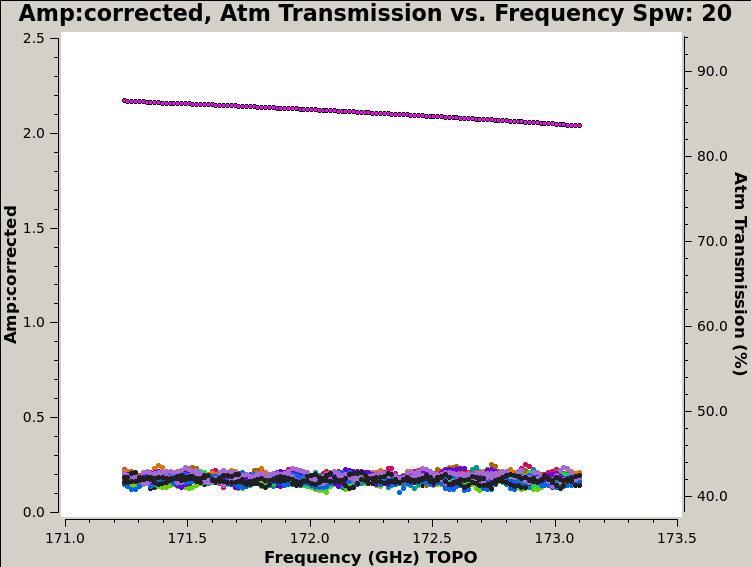 Amp:corrected, Atm Transmission vs. Frequency Spw: 20
2.5
2.0
1.5
1.0
0.5
0.0
Amp:corrected
90.0
80.0
70.0
60.0
50.0
40.0
Atm Transmission (%)
171.0 171.5 172.0 172.5 173.0 173.5
Frequency (GHz) TOPO